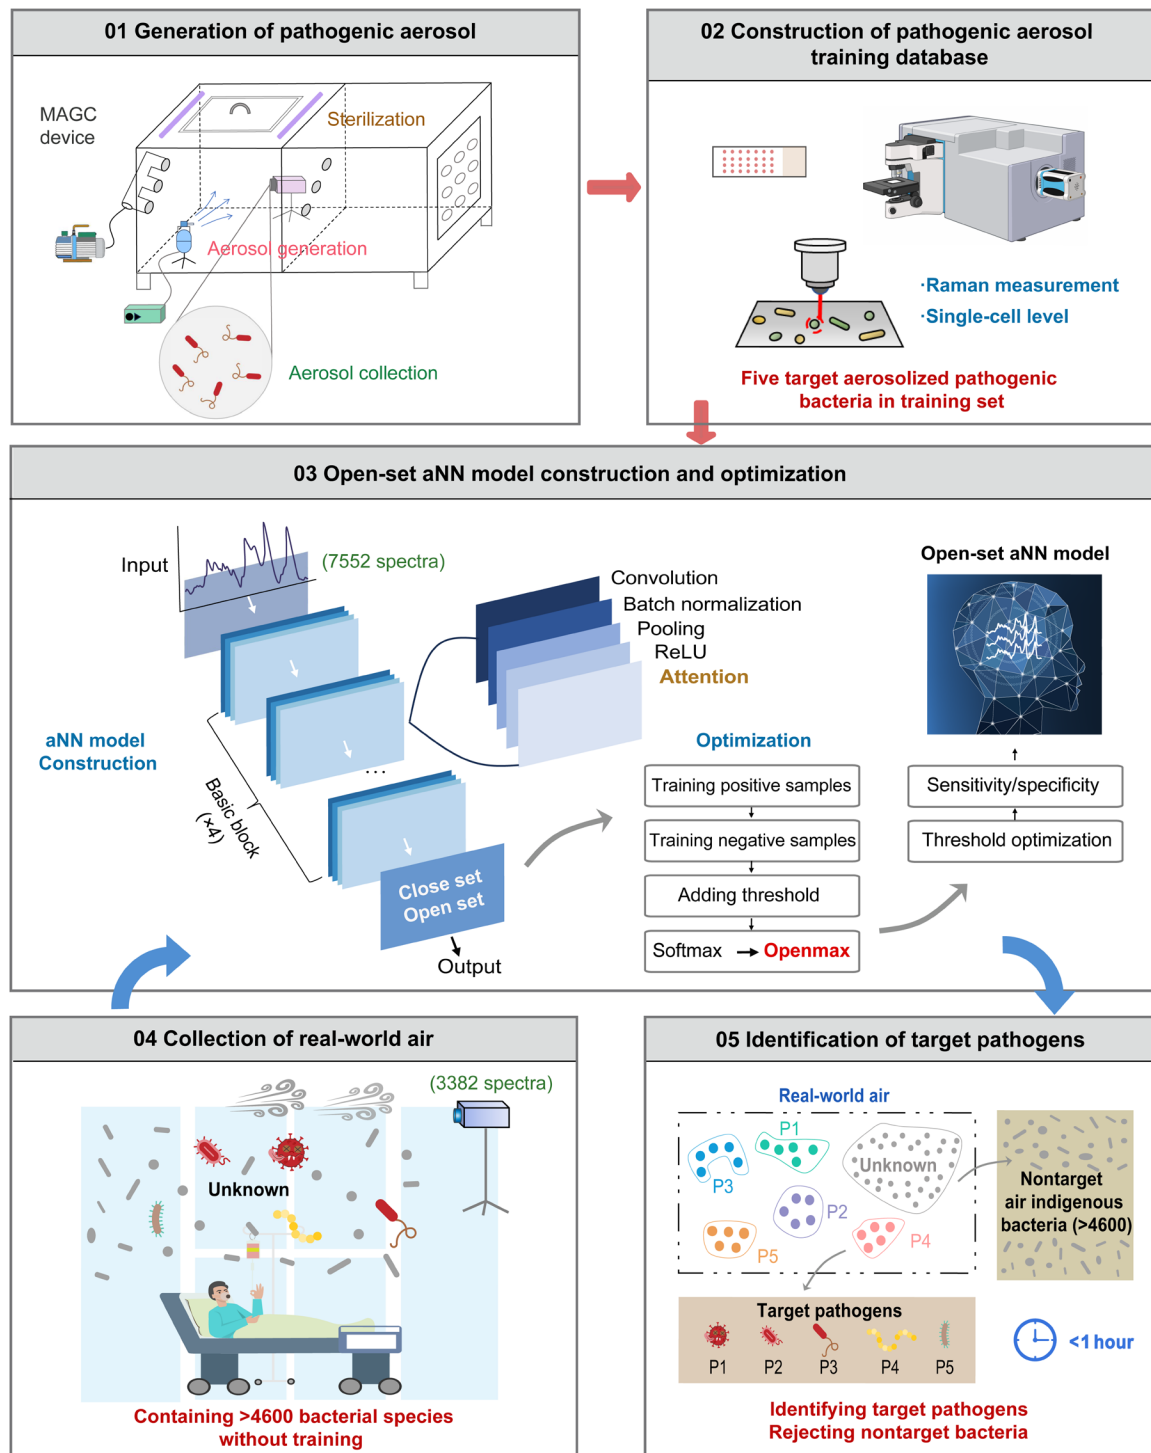 01 Generation of pathogenic aerosol
MAGC
device
Sterilization
Aerosol generation
Aerosol collection
02 Construction of pathogenic aerosol
training database
·Raman measurement
·Single-cell level
Five target aerosolized pathogenic
bacteria in training set
03 Open-set aNN model construction and optimization
Input
(7552 spectra)
Convolution
Batch normalization
Pooling
ReLU
Attention
aNN model
Construction
Basic block
(×4)
...
Close set
Open set
Output
Optimization
Training positive samples
Training negative samples
Adding threshold
Softmax
Openmax
Open-set aNN model
Sensitivity/specificity
Threshold optimization
04 Collection of real-world air
(3382 spectra)
Unknown
Containing >4600 bacterial species
without training
05 Identification of target pathogens
Real-world air
P1
P3
Unknown
P2
P5
P4
Nontarget
air indigenous
bacteria (>4600)
Target pathogens
P1 P2 P3 P4 P5
<1 hour
Identifying target pathogens
Rejecting nontarget bacteria